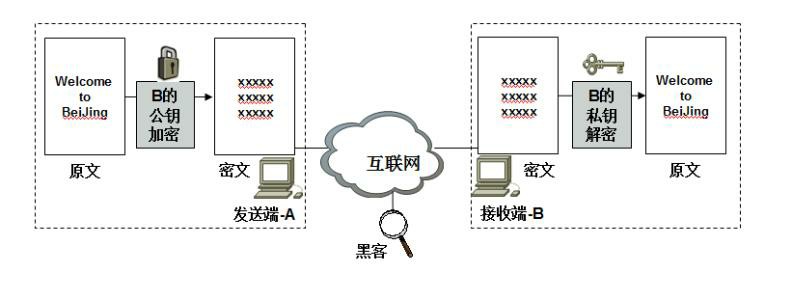 Welcome
to
BeiJing
B的
公钥
加密
xxxxx
xxxxx
xxxxx
原文
密文
发送端-A
互联网
黑客
xxxxx
xxxxx
xxxxx
B的
私钥
解密
Welcome
to
BeiJing
密文
原文
接收端-B